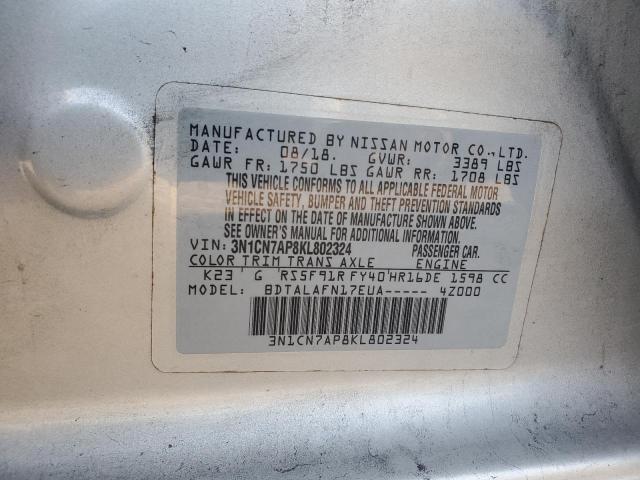 MANUFACTURED BY NISSAN MOTOR CO.,LTD.
DATE: 08/18. GVWR: 3389 LBS
GAWR FR: 1750 LBS GAWR RR: 1708 LBS
THIS VEHICLE CONFORMS TO ALL APPLICABLE FEDERAL MOTOR
VEHICLE SAFETY, BUMPER AND THEFT PREVENTION STANDARDS
IN EFFECT ON THE DATE OF MANUFACTURE SHOWN ABOVE.
SEE OWNER'S MANUAL FOR ADDITIONAL INFORMATION.
VIN: 3N1CN7AP8KL802324 PASSENGER CAR.
COLOR TRIM TRANS AXLE ENGINE
K23 G RS5F91R FY40 HR16DE 1598 CC
MODEL: BDTALAFN17EUA----- 4Z000
3N1CN7AP8KL802324